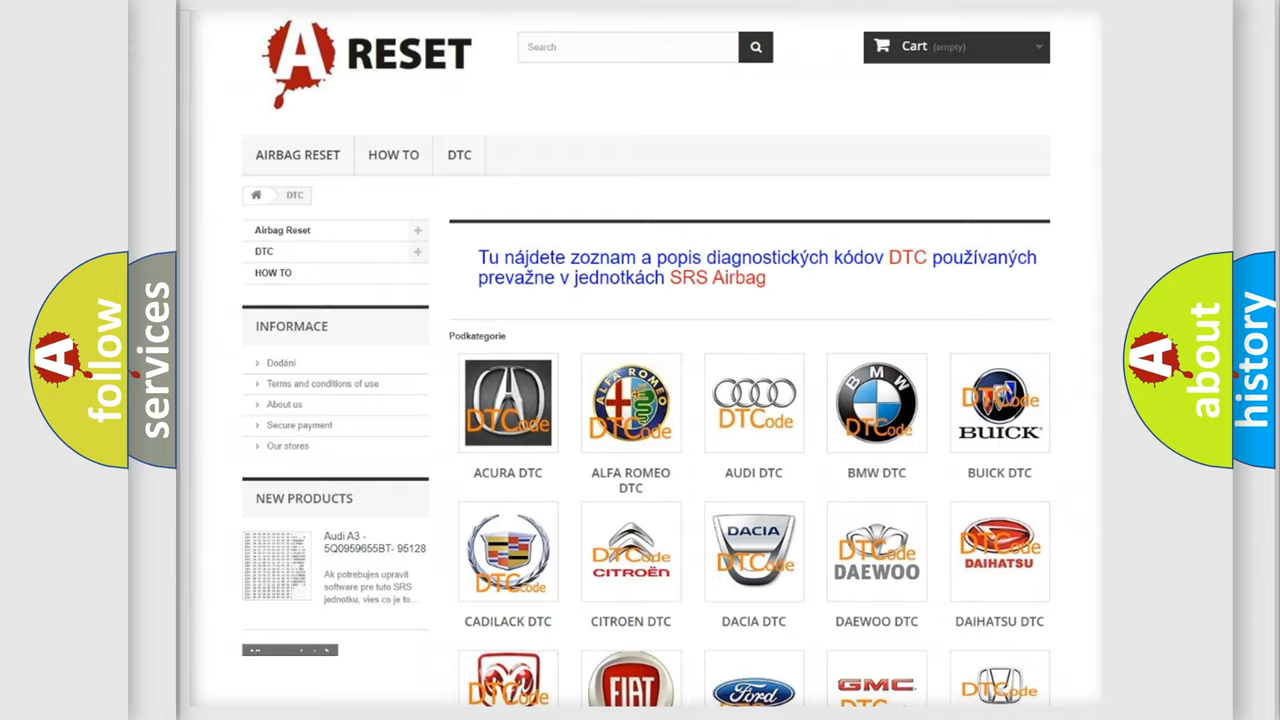 A RESET
Search
Cart (empty)
AIRBAG RESET
HOW TO
DTC
DTC
Airbag Reset
DTC
HOW TO
INFORMACE
Dodání
Terms and conditions of use
About us
Secure payment
Our stores
NEW PRODUCTS
Audi A3 -
5Q0959655BT- 95128
Ak potrebujes upravit
software pre tuto SRS
jednotku, vies co je to...
Tu nájdete zoznam a popis diagnostických kódov DTC používaných
prevažne v jednotkách SRS Airbag
Podkategorie
DTCode
ALFA ROMEO
DTCode
DTCode
BMW
DTCode
DTCode
BUICK
ACURA DTC
ALFA ROMEO
DTC
AUDI DTC
BMW DTC
BUICK DTC
DTCode
DTCode
CITROËN
DACIA
DTCode
DTCode
DAEWOO
DTCode
DAIHATSU
CADILACK DTC
CITROEN DTC
DACIA DTC
DAEWOO DTC
DAIHATSU DTC
DTCode
FIAT
Ford
GMC
DTCode
A follow
services
A about
history